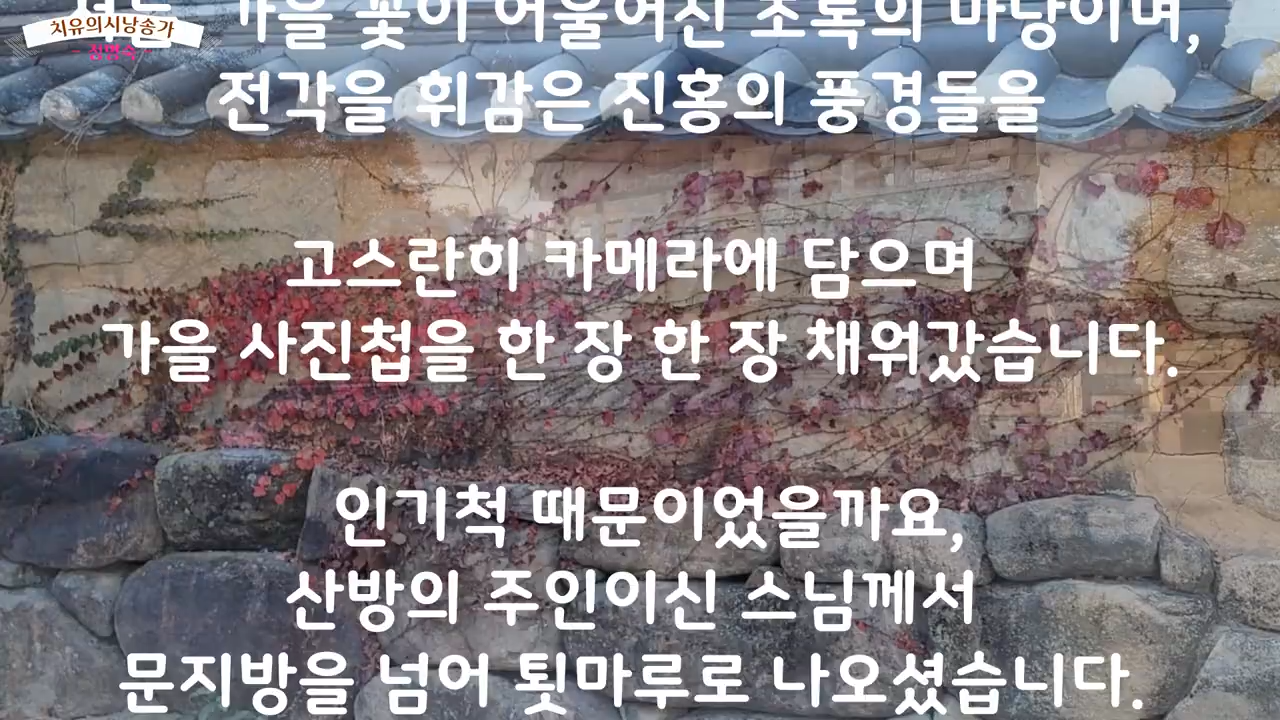 치유의시낭송가
가을 꽃이 어울어진 초록의 마당이며,
전각을 휘감은 진홍의 풍경들을
고스란히 카메라에 담으며
가을 사진첩을 한 장 한 장 채워갔습니다.
인기척 때문이었을까요,
산방의 주인이신 스님께서
문지방을 넘어 툇마루로 나오셨습니다.